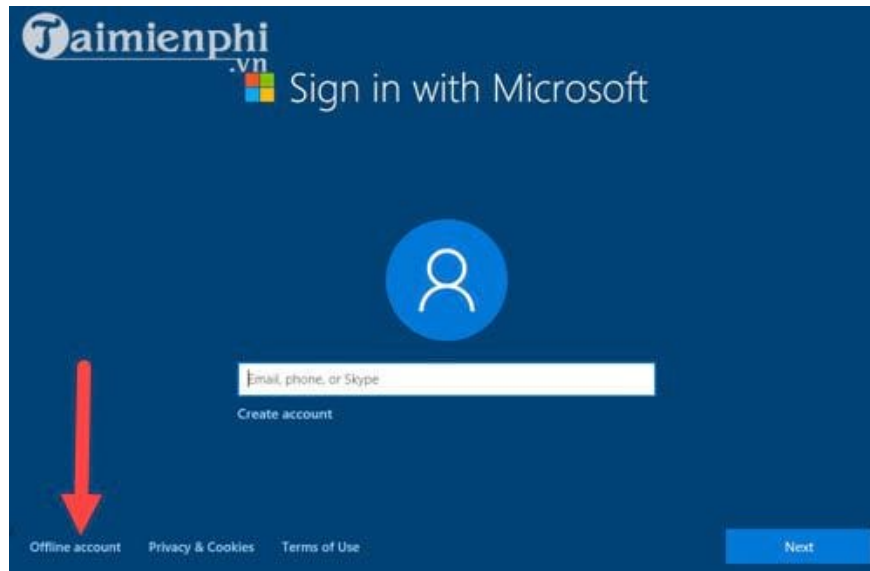 Taimienphi
.vn
Sign in with Microsoft
Email, phone, or Skype
Create account
Offline account
Privacy & Cookies
Terms of Use
Next